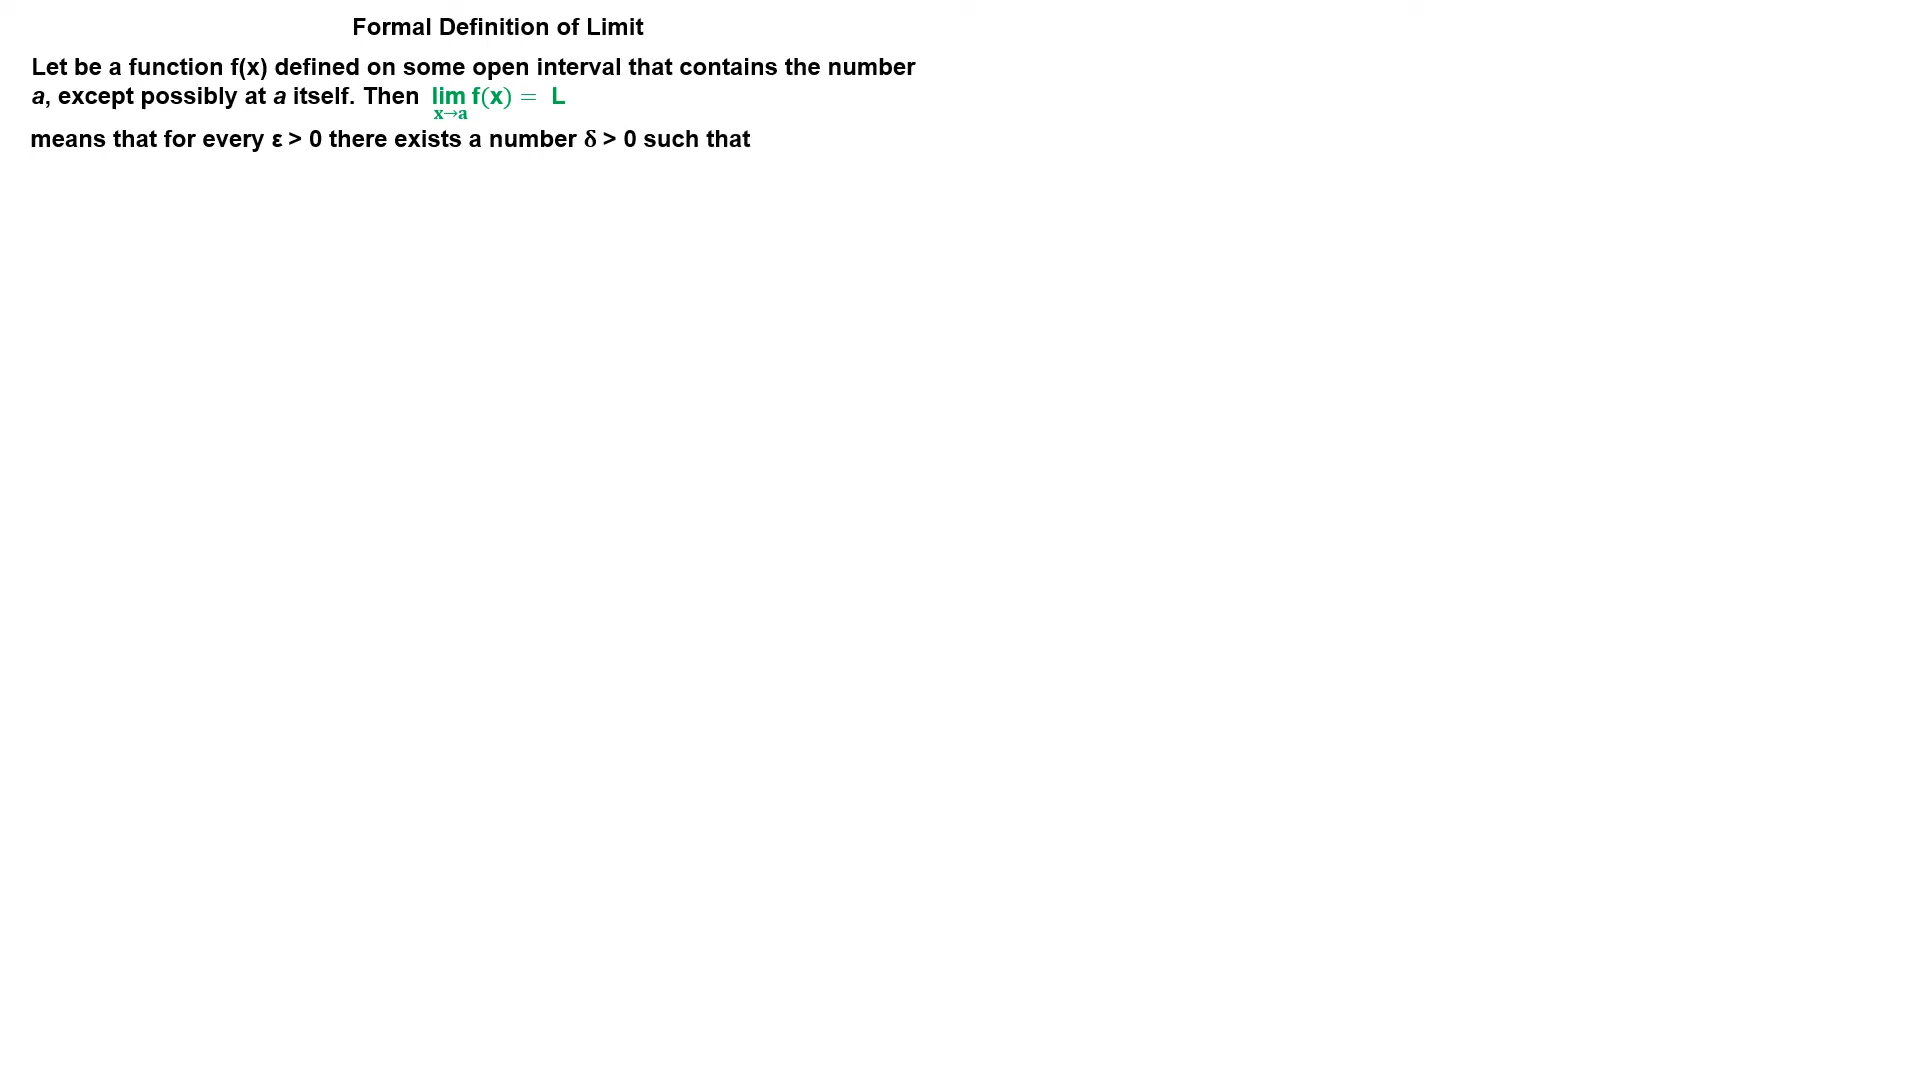 Formal Definition of Limit
Let be a function f(x) defined on some open interval that contains the number
a, except possibly at a itself. Then lim f(x) = L
x→a
means that for every ε > 0 there exists a number δ > 0 such that